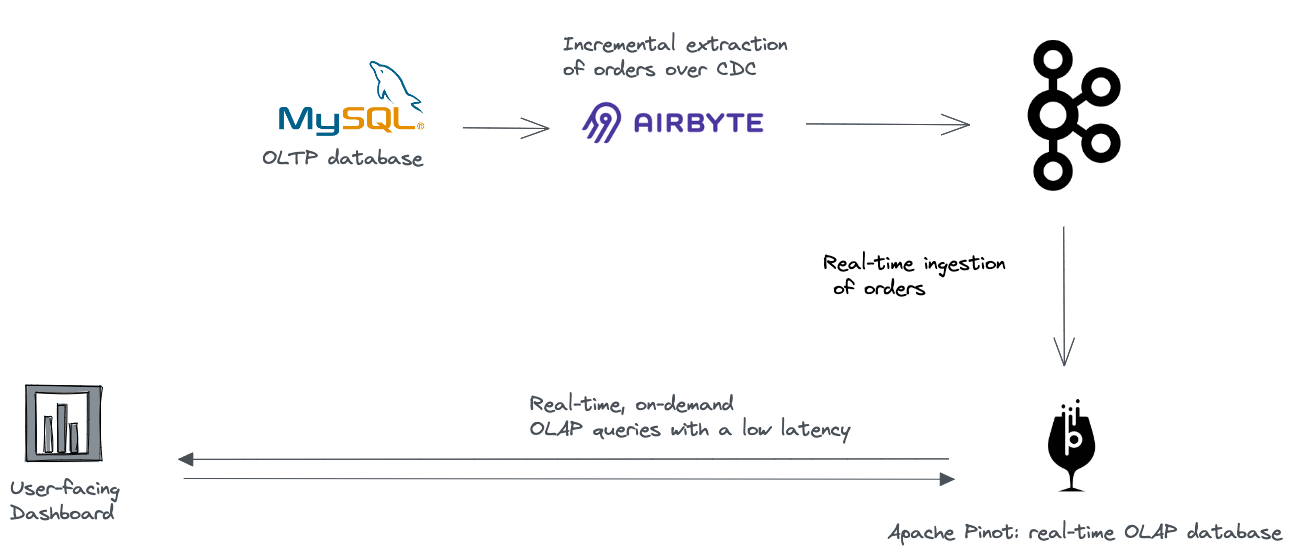 Incremental extraction
of orders over CDC
MySQL®
AIRBYTE
OLTP database
Real-time ingestion
of orders
Real-time, on-demand
OLAP queries with a low latency
User-facing
Dashboard
Apache Pinot: real-time OLAP database